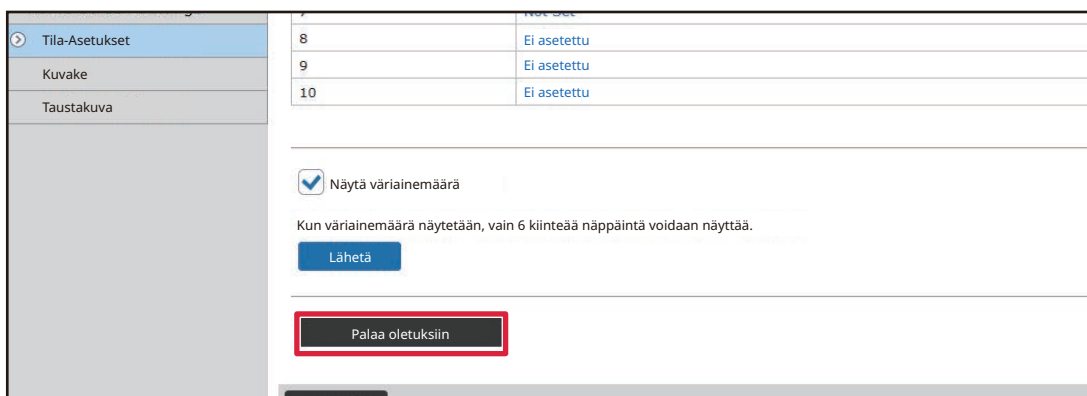 Tila-Asetukset
Kuvake
Taustakuva
8 Ei asetettu
9 Ei asetettu
10 Ei asetettu
Näytä väriainemäärä
Kun väriainemäärä näytetään, vain 6 kiinteää näppäintä voidaan näyttää.
Lähetä
Palaa oletuksiin